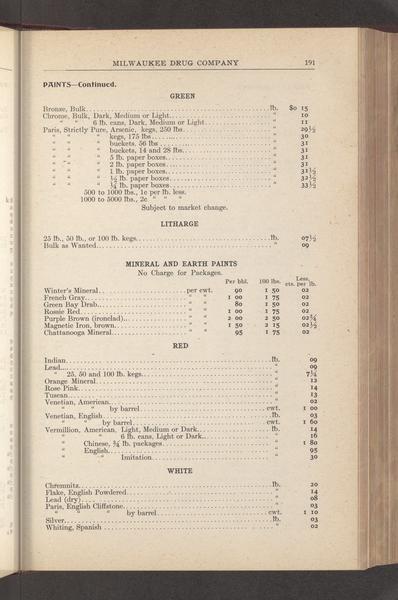 MILWAUKEE DRUG COMPANY 191
PAINTS—Continued.
GREEN
Bronze, Bulk lb. $0 15
Chrome, Bulk, Dark, Medium or Light " 10
" " 6 lb. cans, Dark, Medium or Light " 11
Paris, Strictly Pure, Arsenic, kegs, 250 lbs " 29½
" " " kegs, 175 lbs " 30
" " " buckets, 56 lbs " 31
" " " buckets, 14 and 28 lbs " 31
" " " 5 lb. paper boxes " 31
" " " 2 lb. paper boxes " 31
" " " 1 lb. paper boxes " 31½
" " " ½ lb. paper boxes " 32½
" " " ¼ lb. paper boxes " 33½
500 to 1000 lbs., 1c per lb. less.
1000 to 5000 lbs., 2c " " "
Subject to market change.
LITHARGE
25 lb., 50 lb., or 100 lb. kegs lb. 07½
Bulk as Wanted " 09
MINERAL AND EARTH PAINTS
No Charge for Packages.
Per bbl. 100 lbs. Less, cts. per lb.
Winter's Mineral per cwt. 90 1 50 02
French Gray " " 1 00 1 75 02
Green Bay Drab " " 80 1 50 02
Rossie Red " " 1 00 1 75 02
Purple Brown (ironclad) " " 2 00 2 50 02¾
Magnetic Iron, brown " " 1 50 2 15 02½
Chattanooga Mineral " " 95 1 75 02
RED
Indian lb. 09
Lead " 09
" 25, 50 and 100 lb. kegs " 7¼
Orange Mineral " 12
Rose Pink " 14
Tuscan " 13
Venetian, American " 02
" " by barrel cwt. 1 00
Venetian, English lb. 03
" " by barrel cwt. 1 60
Vermillion, American, Light, Medium or Dark lb. 14
" " 6 lb. cans, Light or Dark " 16
" Chinese, ¾ lb. packages " 1 80
" English " 95
" " Imitation " 30
WHITE
Chremnitz lb. 20
Flake, English Powdered " 14
Lead (dry) " 08
Paris, English Cliffstone " 03
" " " by barrel cwt. 1 10
Silver lb. 03
Whiting, Spanish " 02